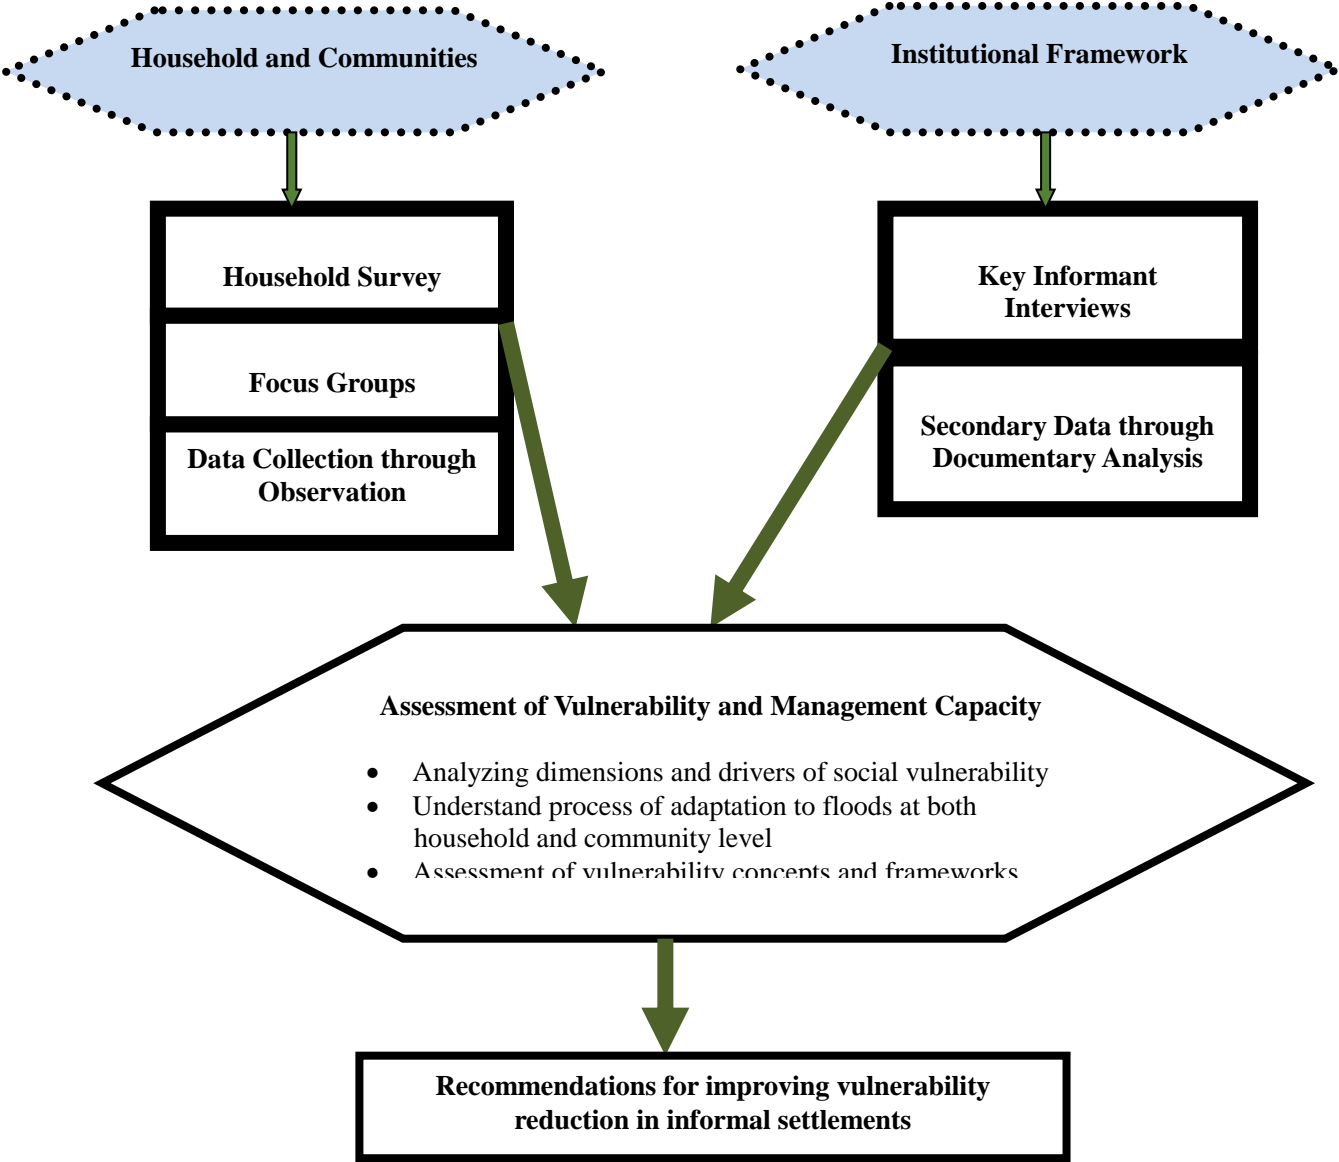 Household and Communities
Institutional Framework
Household Survey
Focus Groups
Data Collection through
Observation
Key Informant
Interviews
Secondary Data through
Documentary Analysis
Assessment of Vulnerability and Management Capacity
• Analyzing dimensions and drivers of social vulnerability
• Understand process of adaptation to floods at both
household and community level
• Assessment of vulnerability concepts and frameworks
Recommendations for improving vulnerability
reduction in informal settlements